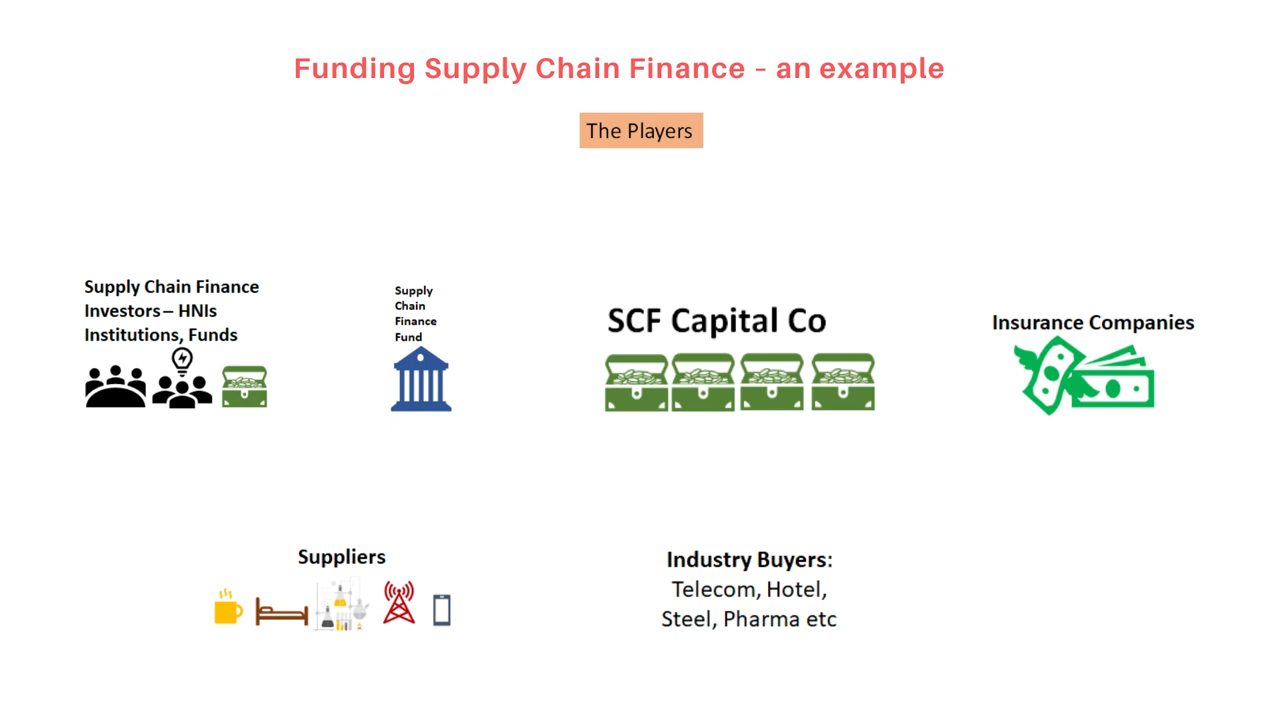 Funding Supply Chain Finance - an example
The Players
Supply Chain Finance
Investors – HNIs
Institutions, Funds
Supply
Chain
Finance
Fund
SCF Capital Co
Insurance Companies
Suppliers
Industry Buyers:
Telecom, Hotel,
Steel, Pharma etc